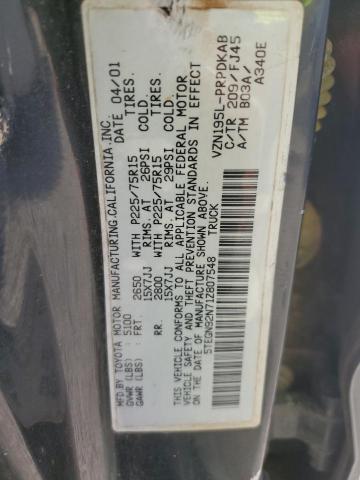 MFD.BY TOYOTA MOTOR MANUFACTURING,CALIFORNIA,INC.
GVWR (LBS) : 5100 DATE 04/01
GAWR (LBS) FRT. 2650 WITH P225/75R15 TIRES,
15X7JJ RIMS, AT 26PSI COLD.
RR. 2800 WITH P225/75R15 TIRES,
15X7JJ RIMS, AT 29PSI COLD.
THIS VEHICLE CONFORMS TO ALL APPLICABLE FEDERAL MOTOR
VEHICLE SAFETY AND THEFT PREVENTION STANDARDS IN
EFFECT ON THE DATE OF MANUFACTURE SHOWN ABOVE.
5TEGN92N71Z807548 TRUCK
VZN195L-PRPDKAB
C/TR 209/FJ45
A/TM B03A/
A340E